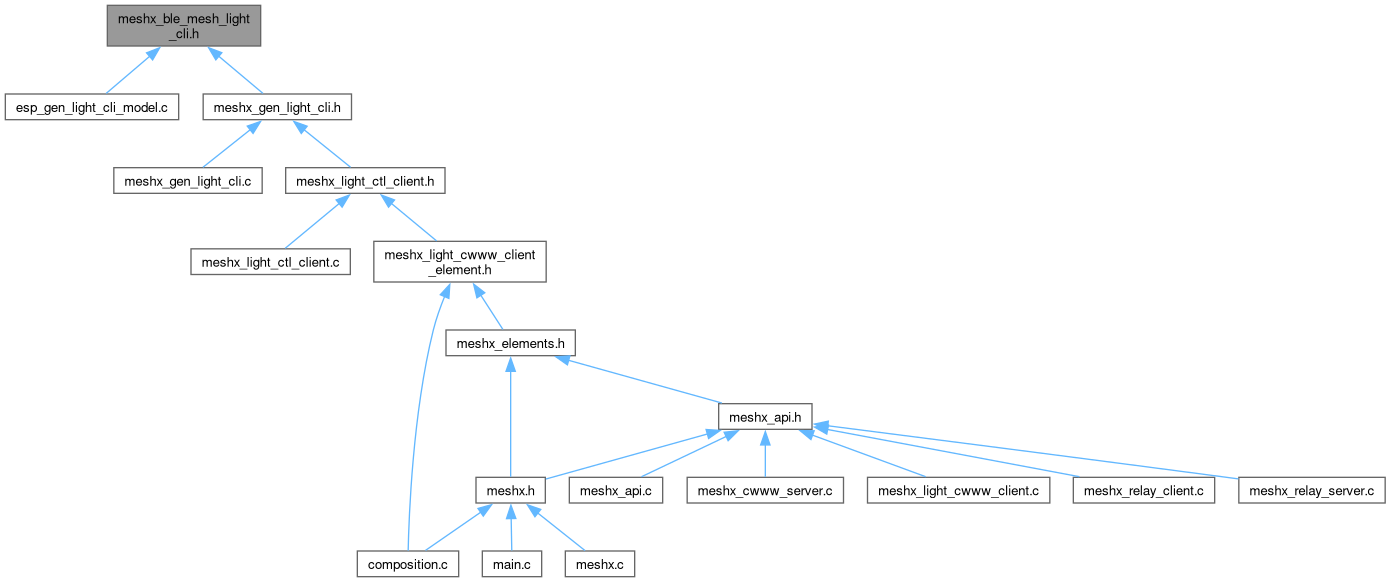 meshx_ble_mesh_light
_cli.h
esp_gen_light_cli_model.c
meshx_gen_light_cli.h
meshx_gen_light_cli.c
meshx_light_ctl_client.h
meshx_light_ctl_client.c
meshx_light_cwww_client
_element.h
meshx_elements.h
meshx_api.h
meshx.h
meshx_api.c
meshx_cwww_server.c
meshx_light_cwww_client.c
meshx_relay_client.c
meshx_relay_server.c
composition.c
main.c
meshx.c